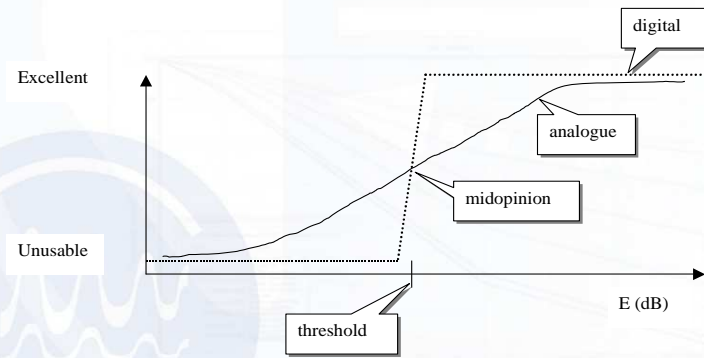 digital
Excellent
analogue
midopinion
Unusable
E (dB)
threshold